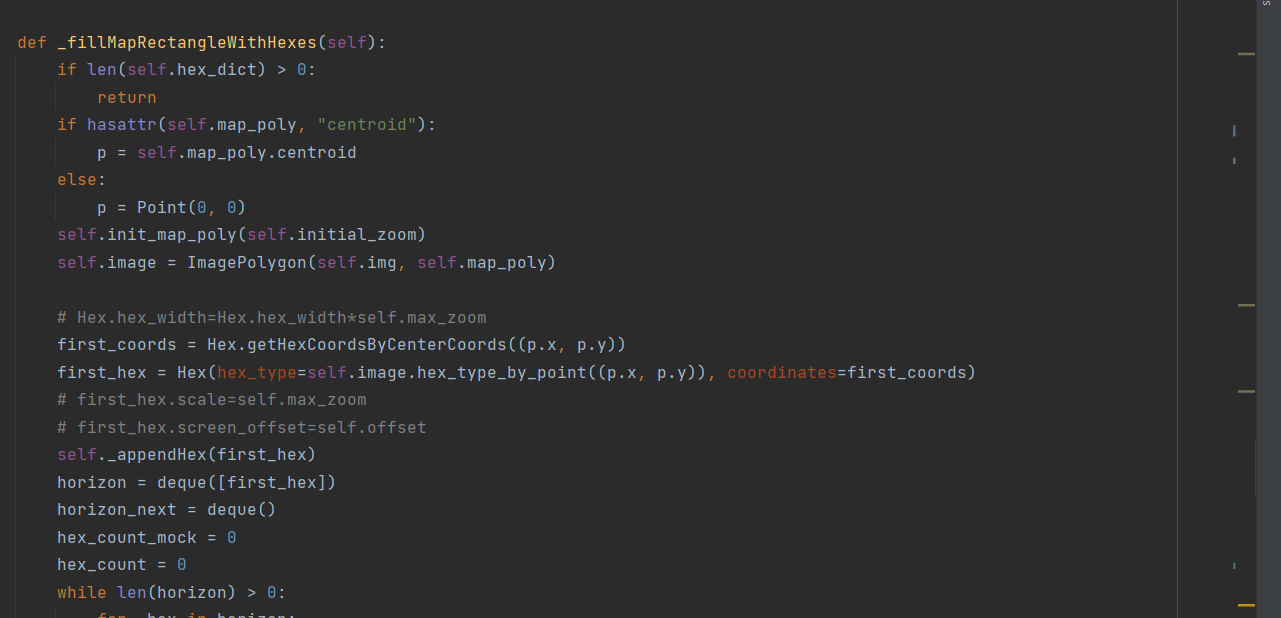 def _fillMapRectangleWithHexes(self):
    if len(self.hex_dict) > 0:
        return
    if hasattr(self.map_poly, "centroid"):
        p = self.map_poly.centroid
    else:
        p = Point(0, 0)
    self.init_map_poly(self.initial_zoom)
    self.image = ImagePolygon(self.img, self.map_poly)

    # Hex.hex_width=Hex.hex_width*self.max_zoom
    first_coords = Hex.getHexCoordsByCenterCoords((p.x, p.y))
    first_hex = Hex(hex_type=self.image.hex_type_by_point((p.x, p.y)), coordinates=first_coords)
    # first_hex.scale=self.max_zoom
    # first_hex.screen_offset=self.offset
    self._appendHex(first_hex)
    horizon = deque([first_hex])
    horizon_next = deque()
    hex_count_mock = 0
    hex_count = 0
    while len(horizon) > 0: